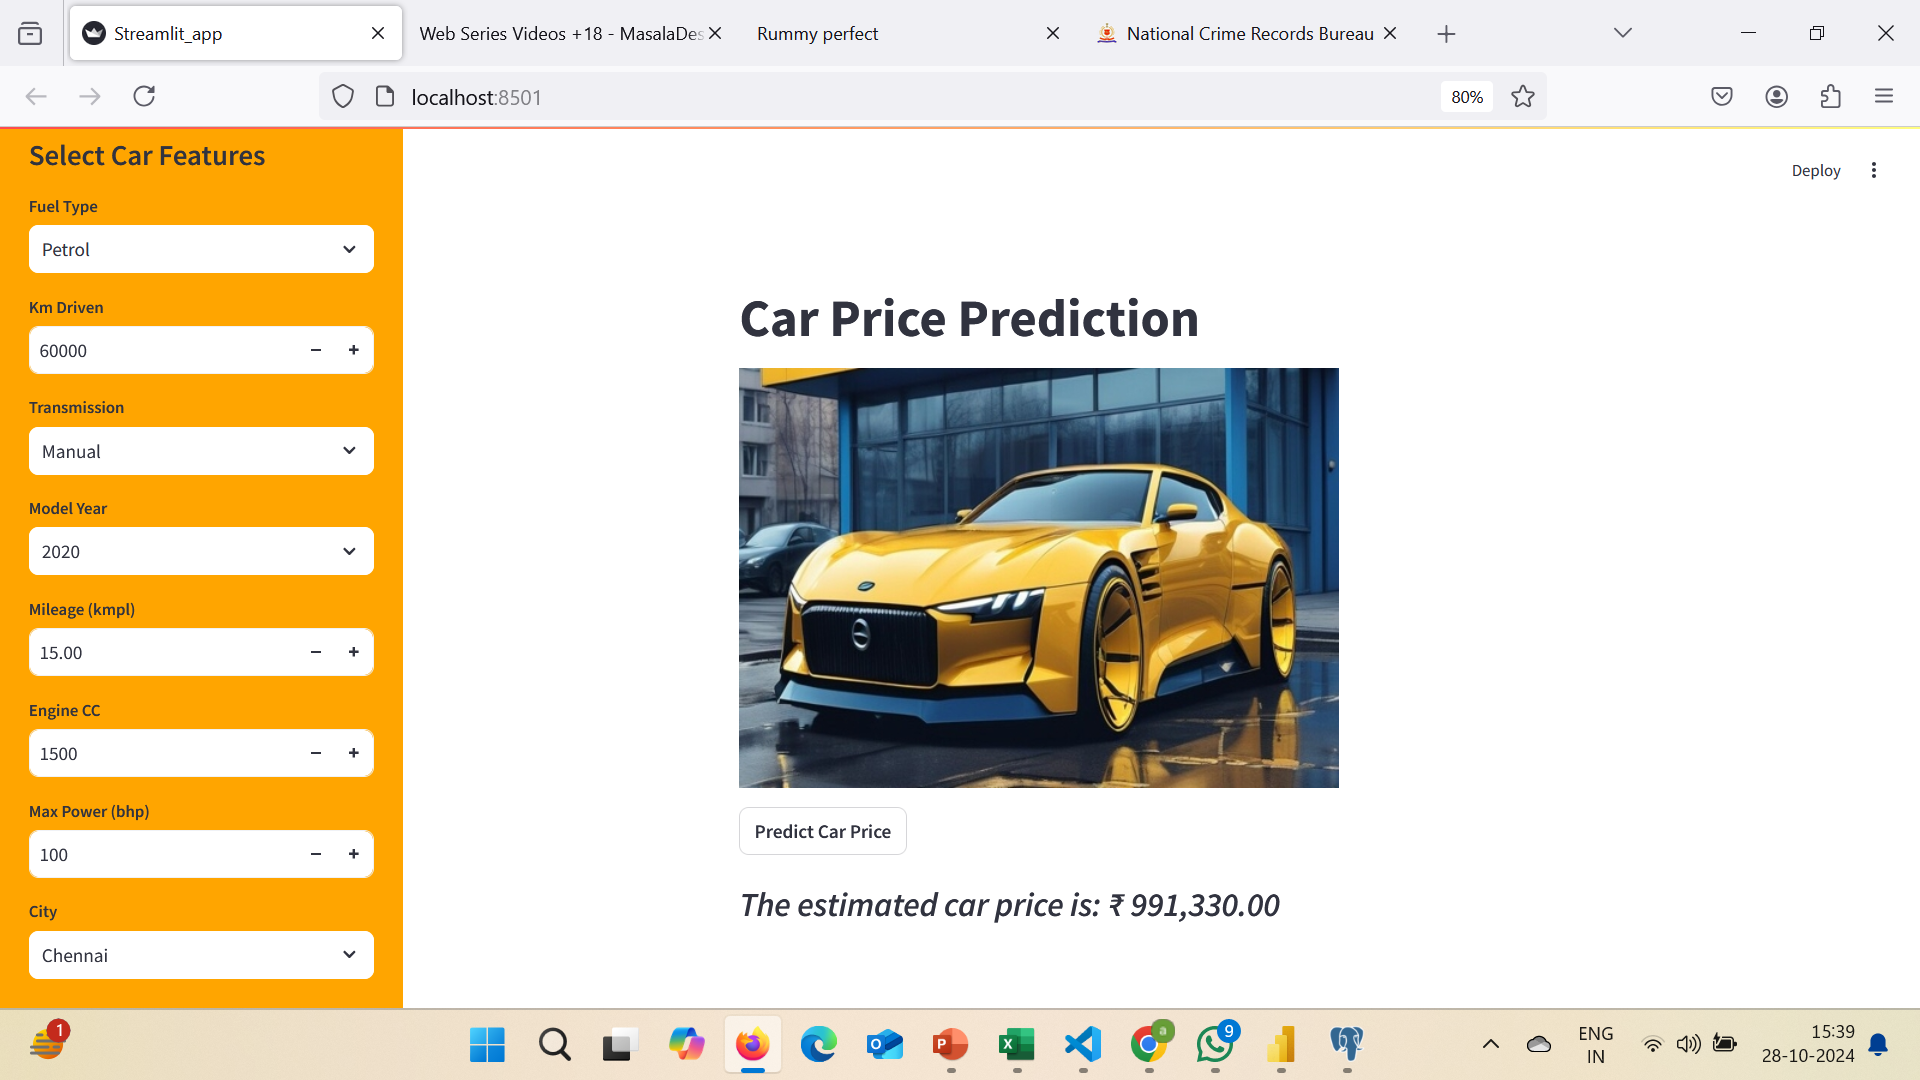 Streamlit_app
Web Series Videos +18 - MasalaDes
Rummy perfect
National Crime Records Bureau
localhost:8501
80%
Select Car Features
Fuel Type
Petrol
Km Driven
60000
Transmission
Manual
Model Year
2020
Mileage (kmpl)
15.00
Engine CC
1500
Max Power (bhp)
100
City
Chennai
Deploy
Car Price Prediction
Predict Car Price
The estimated car price is: ₹ 991,330.00
1
a
9
ENG
IN
15:39
28-10-2024